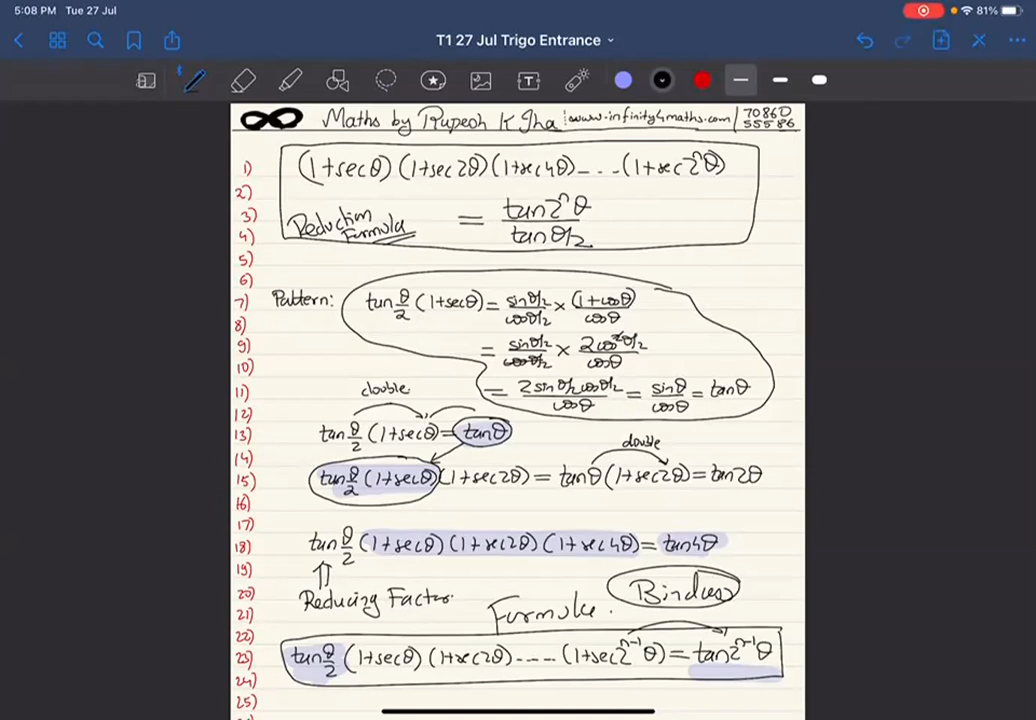 5:08 PM Tue 27 Jul 81%
T1 27 Jul Trigo Entrance
Maths by Rupesh K Jha www.infinity4maths.com 70860 55586
1) (1+secθ)(1+sec2θ)(1+sec4θ)-...(1+sec2ⁿθ)
2)
3) Reduction = tan2ⁿθ
4) Formula tanθ/2
5)
6)
7) Pattern: tan θ/2 (1+secθ) = sinθ/2 / cosθ/2 × (1+cosθ) / cosθ
8)
9) = sinθ/2 / cosθ/2 × 2cos²θ/2 / cosθ
10)
11) double = 2sinθ/2 cosθ/2 / cosθ = sinθ / cosθ = tanθ
12)
13) tan θ/2 (1+secθ) = tanθ double
14)
15) tan θ/2 (1+secθ)(1+sec2θ) = tanθ(1+sec2θ) = tan2θ
16)
17)
18) tan θ/2 (1+secθ)(1+sec2θ)(1+sec4θ) = tan4θ
19)
20) Reducing Factor. Bindass
21) Formula.
22)
23) tan θ/2 (1+secθ)(1+sec2θ)----(1+sec2ⁿ⁻¹θ) = tan2ⁿ⁻¹θ
24)
25)